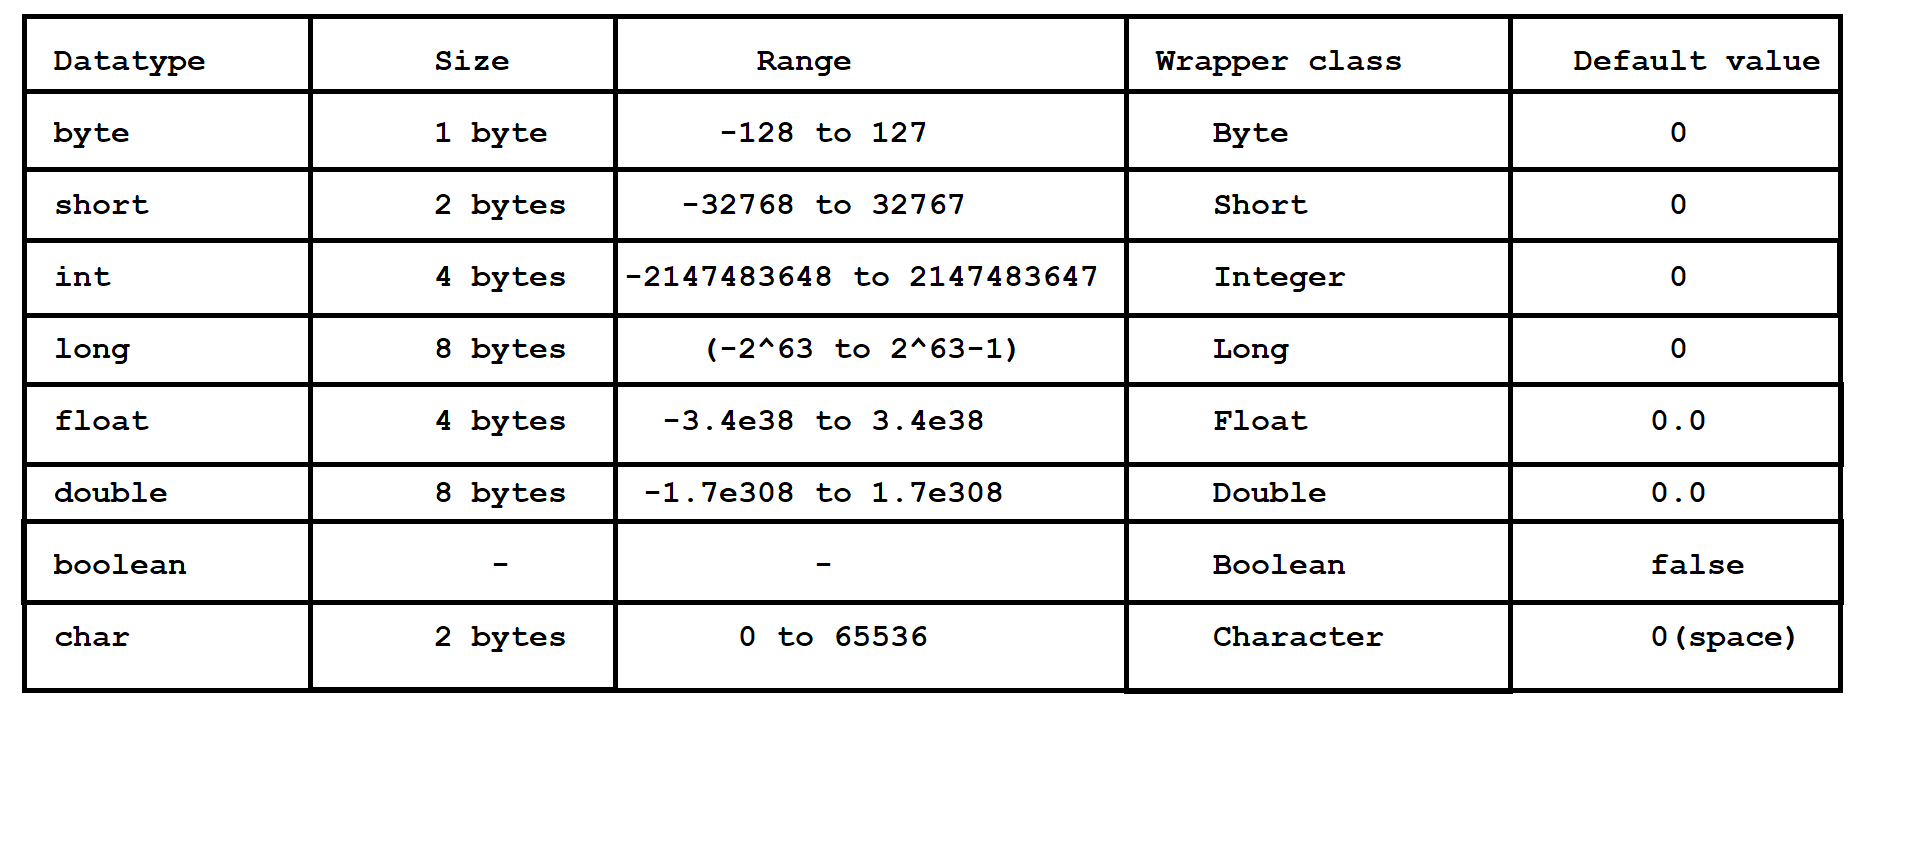 Datatype Size Range Wrapper class Default value
byte 1 byte -128 to 127 Byte 0
short 2 bytes -32768 to 32767 Short 0
int 4 bytes -2147483648 to 2147483647 Integer 0
long 8 bytes (-2^63 to 2^63-1) Long 0
float 4 bytes -3.4e38 to 3.4e38 Float 0.0
double 8 bytes -1.7e308 to 1.7e308 Double 0.0
boolean - - Boolean false
char 2 bytes 0 to 65536 Character 0(space)